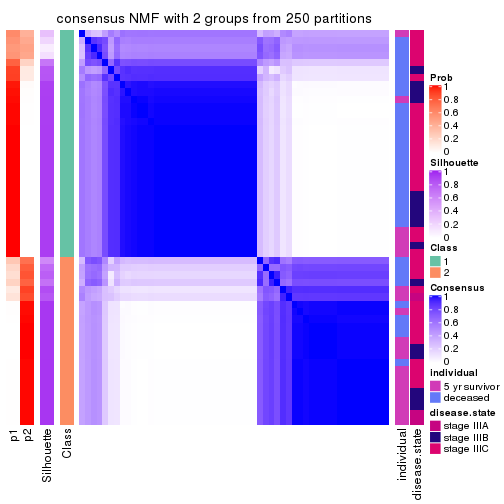 consensus NMF with 2 groups from 250 partitions
Prob
1
0.8
0.6
0.4
0.2
0
Silhouette
1
0.8
0.6
0.4
0.2
0
Class
1
2
Consensus
1
0.8
0.6
0.4
0.2
0
individual
5 yr survivor
deceased
disease.state
stage IIIA
stage IIIB
stage IIIC
p1
p2
Silhouette
Class
individual
disease.state